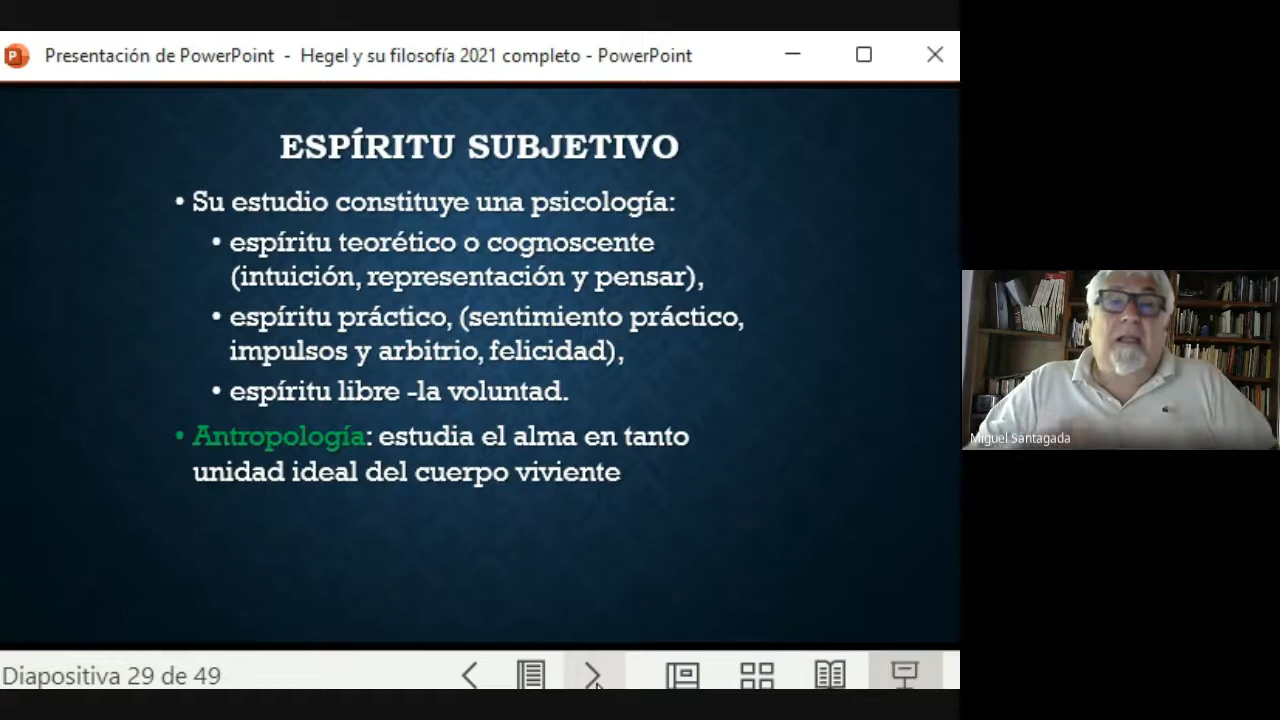 Presentación de PowerPoint - Hegel y su filosofía 2021 completo - PowerPoint
ESPÍRITU SUBJETIVO
• Su estudio constituye una psicología:
• espíritu teorético o cognoscente
(intuición, representación y pensar),
• espíritu práctico, (sentimiento práctico,
impulsos y arbitrio, felicidad),
• espíritu libre -la voluntad.
• Antropología: estudia el alma en tanto
unidad ideal del cuerpo viviente
Miguel Santagada
Diapositiva 29 de 49